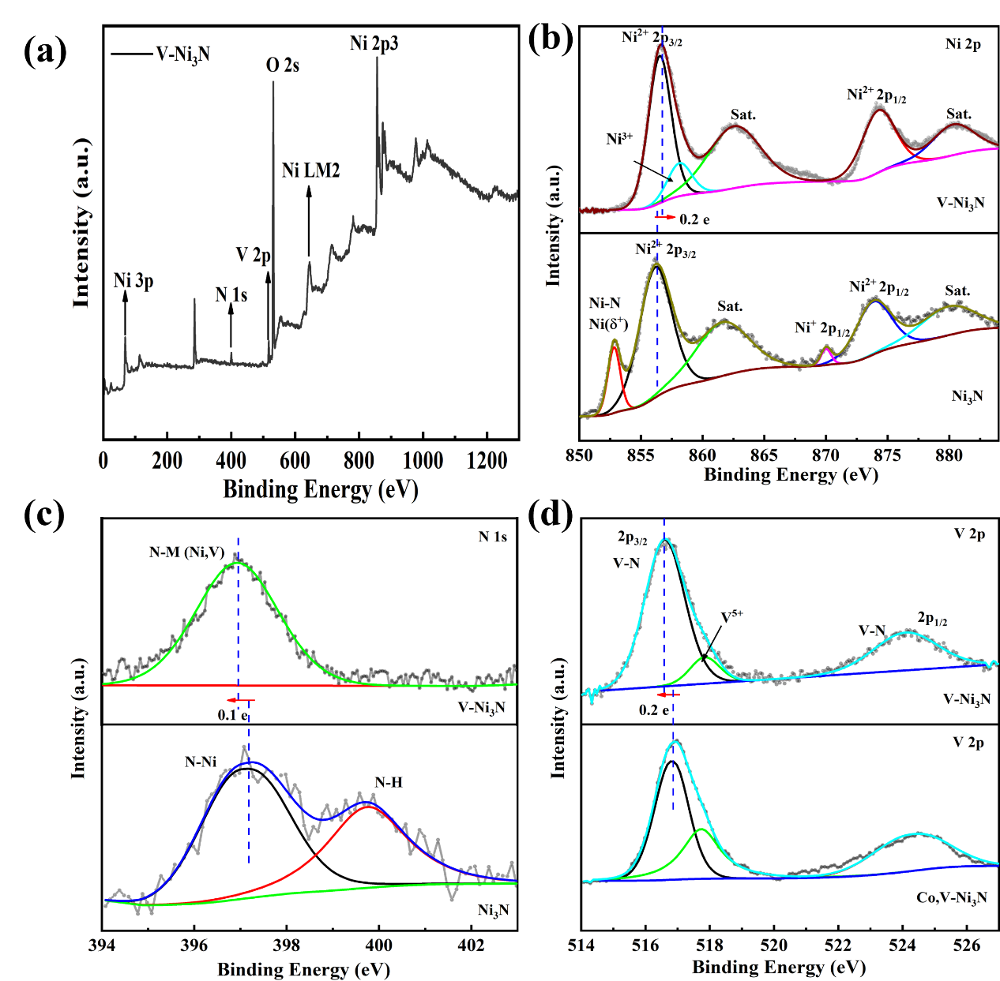 (a)
V-Ni₃N
O 2s
Ni 2p3
Ni LM2
V 2p
Ni 3p
N 1s
Intensity (a.u.)
0 200 400 600 800 1000 1200
Binding Energy (eV)
(b)
Ni²⁺ 2p₃/₂
Ni 2p
Ni²⁺ 2p₁/₂
Sat.
Sat.
Ni³⁺
V-Ni₃N
0.2 e
Ni²⁺ 2p₃/₂
Ni-N
Ni(δ⁺)
Sat.
Ni⁺ 2p₁/₂
Ni²⁺ 2p₁/₂
Sat.
Ni₃N
Intensity (a.u.)
850 855 860 865 870 875 880
Binding Energy (eV)
(c)
N 1s
N-M (Ni,V)
V-Ni₃N
0.1 e
N-Ni
N-H
Ni₃N
Intensity (a.u.)
394 396 398 400 402
Binding Energy (eV)
(d)
2p₃/₂
V-N
V 2p
V⁵⁺
V-N
2p₁/₂
V-Ni₃N
0.2 e
V 2p
Co,V-Ni₃N
Intensity (a.u.)
514 516 518 520 522 524 526
Binding Energy (eV)